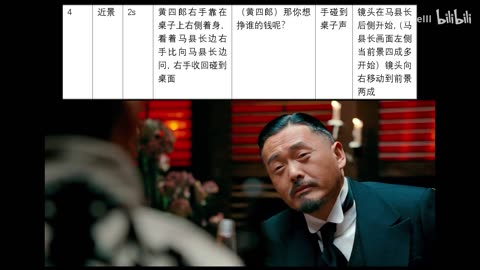 4
近景
2s
黄四郎右手靠在
桌子上右侧着身,
看着马县长边右
手比向马县长边
问,右手收回碰到
桌面
(黄四郎)那你想
挣谁的钱呢?
手碰到
桌子声
镜头在马县长
后侧开始,(马
县长画面左侧
当前景四成多
开始)镜头向
右移动到前景
两成
bilibili